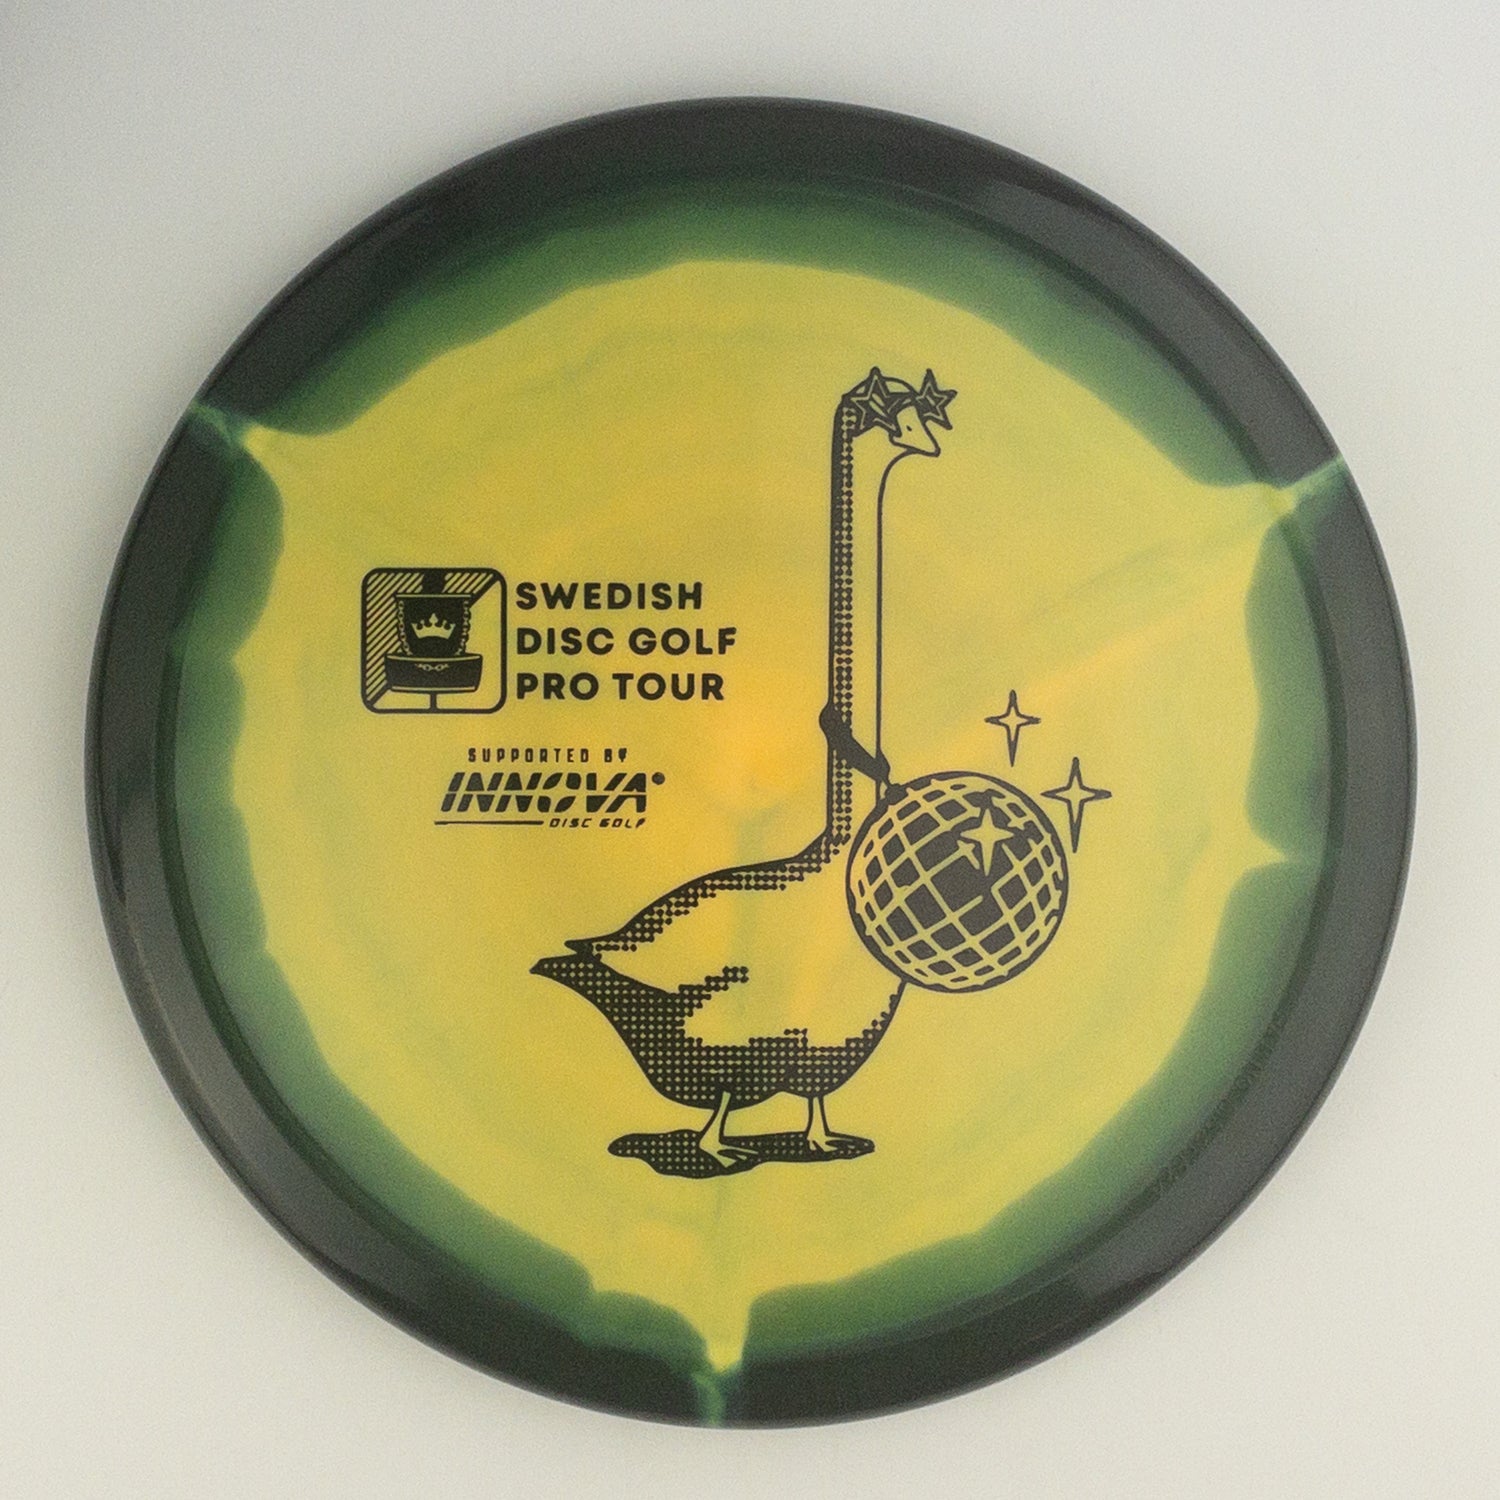 SWEDISH
DISC GOLF
PRO TOUR
SUPPORTED BY
INNOVA®
DISC GOLF